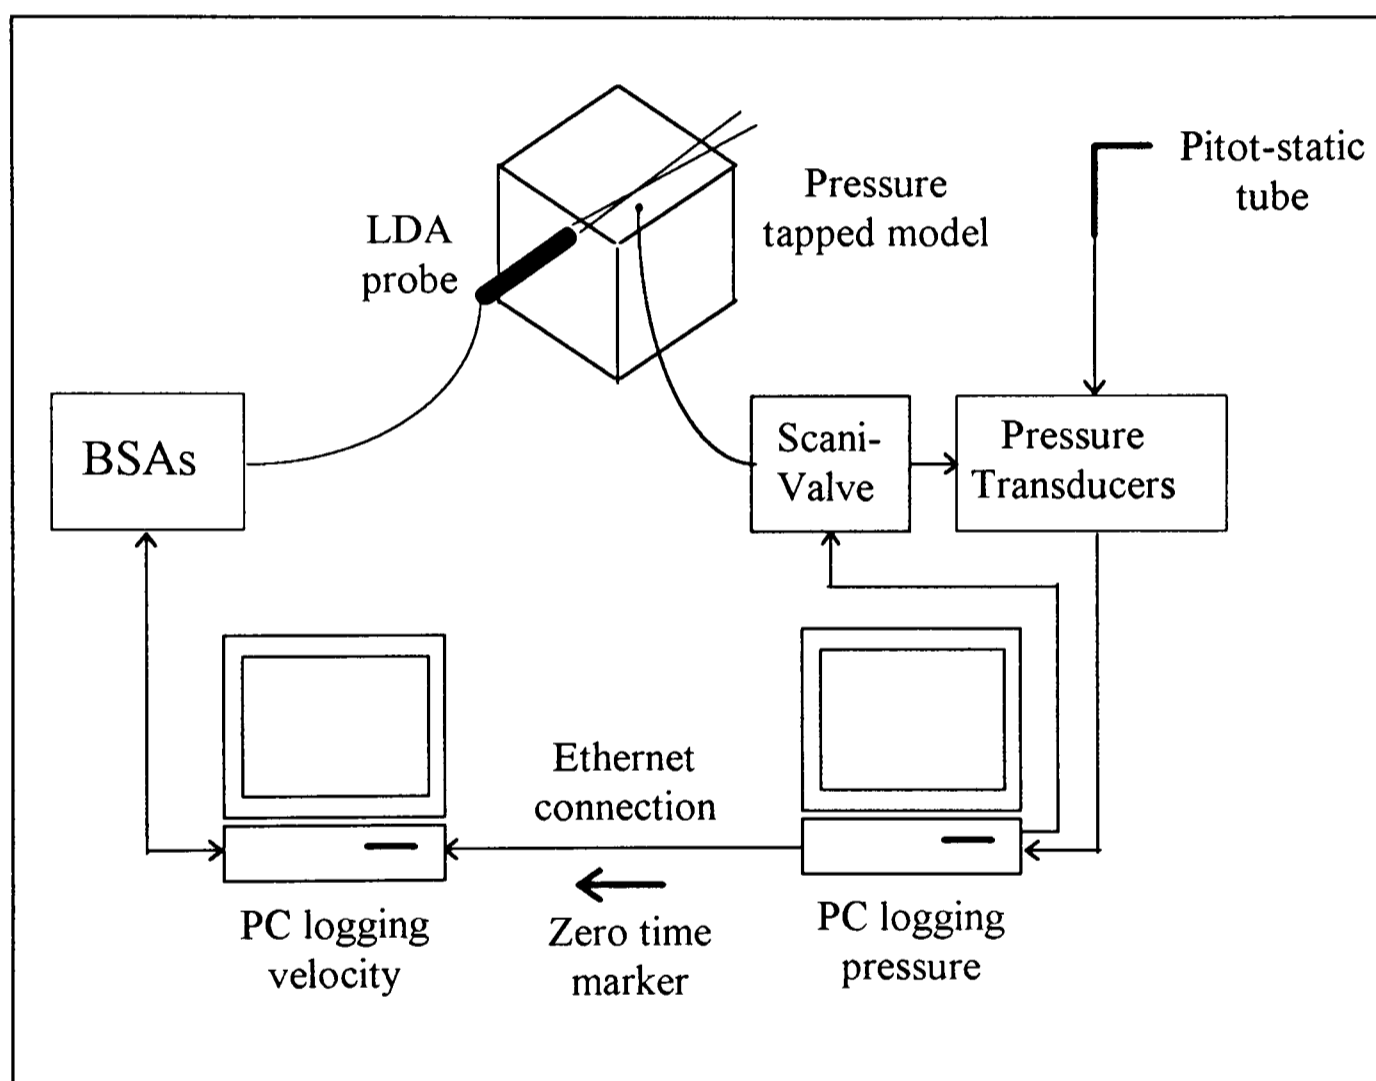 Pitot-static
tube
Pressure
tapped model
LDA
probe
BSAs
Scani-
Valve
Pressure
Transducers
Ethernet
connection
Zero time
marker
PC logging
velocity
PC logging
pressure